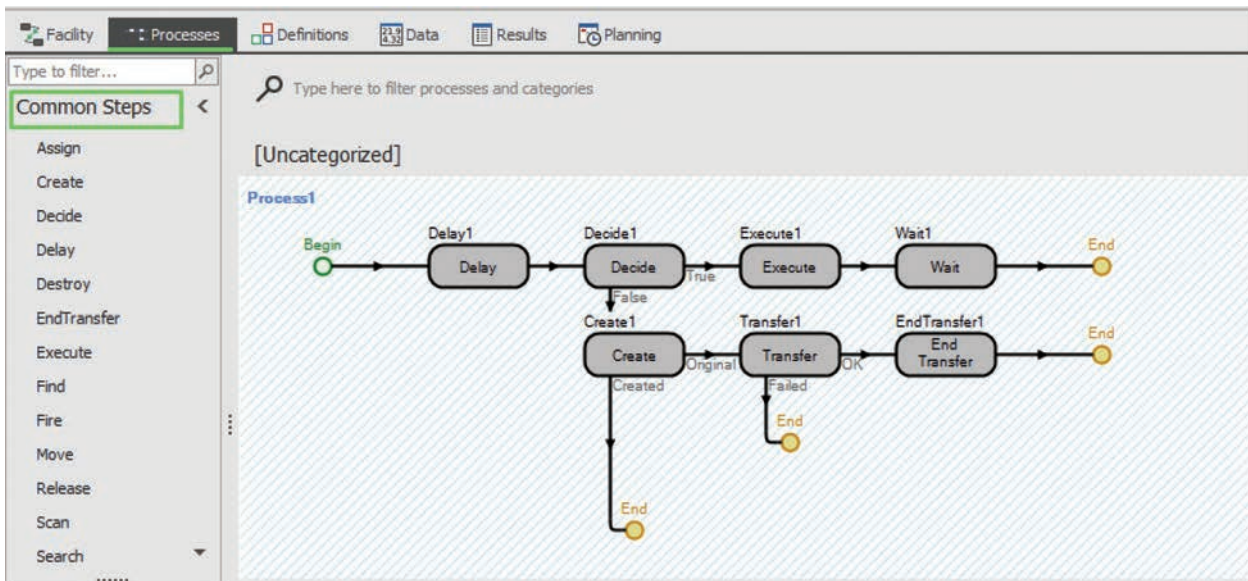 Facility Processes Definitions Data Results Planning
Type to filter...
Type here to filter processes and categories
Common Steps
Assign
Create
Decide
Delay
Destroy
EndTransfer
Execute
Find
Fire
Move
Release
Scan
Search
[Uncategorized]
Process1
Begin
Delay1
Delay
Decide1
Decide
True
False
Execute1
Execute
Wait1
Wait
End
Create1
Create
Original
Created
Transfer1
Transfer
OK
Failed
EndTransfer1
End
Transfer
End
End
End